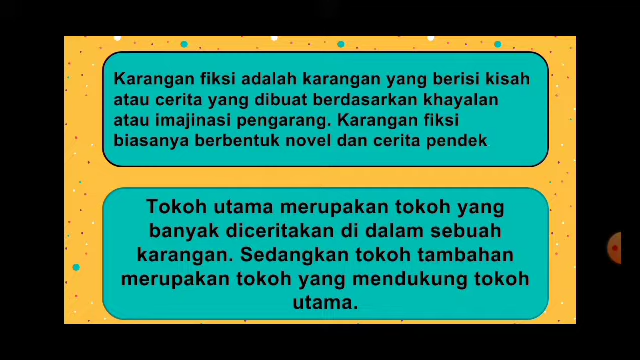 Karangan fiksi adalah karangan yang berisi kisah
atau cerita yang dibuat berdasarkan khayalan
atau imajinasi pengarang. Karangan fiksi
biasanya berbentuk novel dan cerita pendek
Tokoh utama merupakan tokoh yang
banyak diceritakan di dalam sebuah
karangan. Sedangkan tokoh tambahan
merupakan tokoh yang mendukung tokoh
utama.